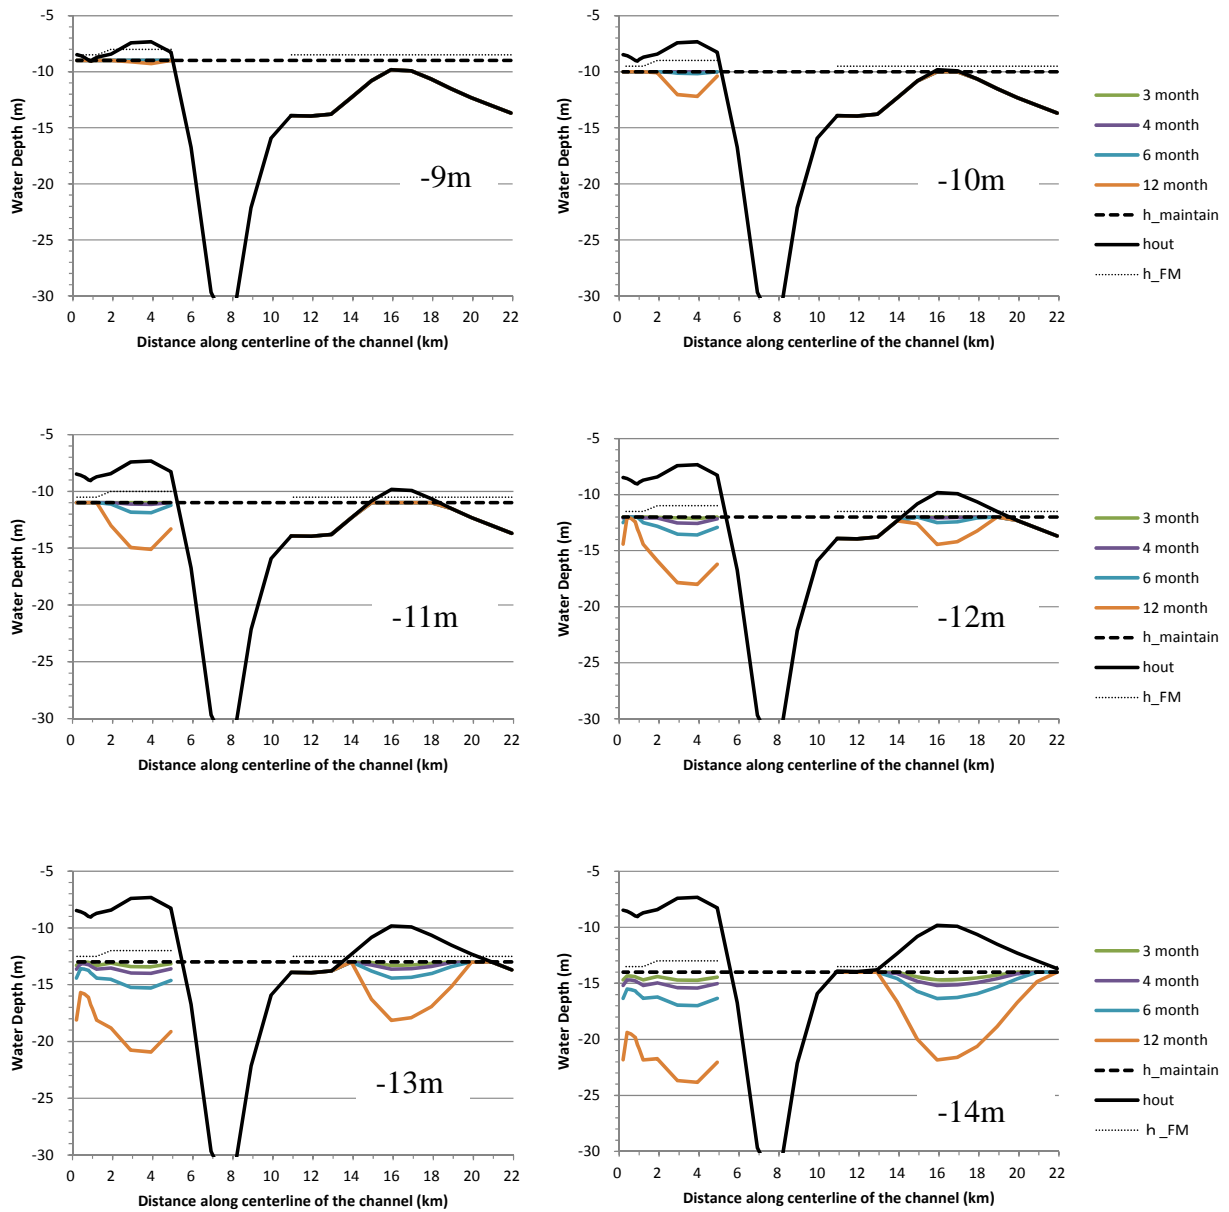 -5
-10
-15
-20
-25
-30
Water Depth (m)
-9m
0 2 4 6 8 10 12 14 16 18 20 22
Distance along centerline of the channel (km)
-5
-10
-15
-20
-25
-30
Water Depth (m)
-10m
0 2 4 6 8 10 12 14 16 18 20 22
Distance along centerline of the channel (km)
3 month
4 month
6 month
12 month
h_maintain
hout
h_FM
-5
-10
-15
-20
-25
-30
Water Depth (m)
-11m
0 2 4 6 8 10 12 14 16 18 20 22
Distance along centerline of the channel (km)
-5
-10
-15
-20
-25
-30
Water Depth (m)
-12m
0 2 4 6 8 10 12 14 16 18 20 22
Distance along centerline of the channel (km)
3 month
4 month
6 month
12 month
h_maintain
hout
h_FM
-5
-10
-15
-20
-25
-30
Water Depth (m)
-13m
0 2 4 6 8 10 12 14 16 18 20 22
Distance along centerline of the channel (km)
-5
-10
-15
-20
-25
-30
Water Depth (m)
-14m
0 2 4 6 8 10 12 14 16 18 20 22
Distance along centerline of the channel (km)
3 month
4 month
6 month
12 month
h_maintain
hout
h_FM